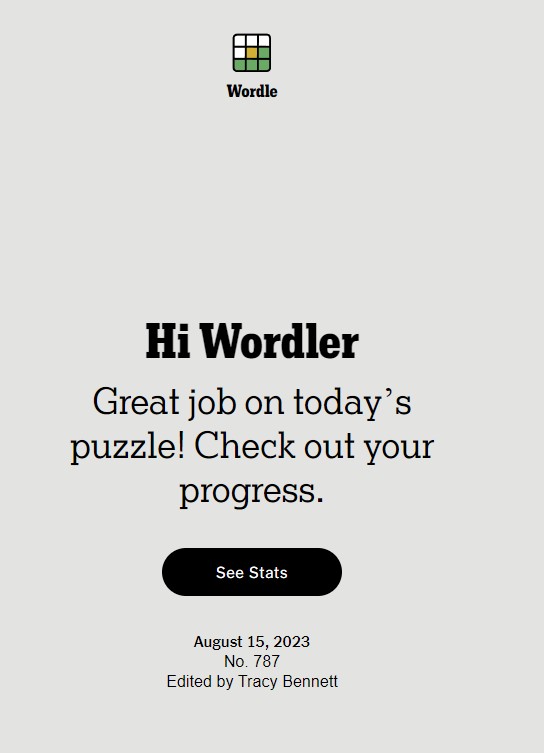 Wordle
Hi Wordler
Great job on today’s
puzzle! Check out your
progress.
See Stats
August 15, 2023
No. 787
Edited by Tracy Bennett